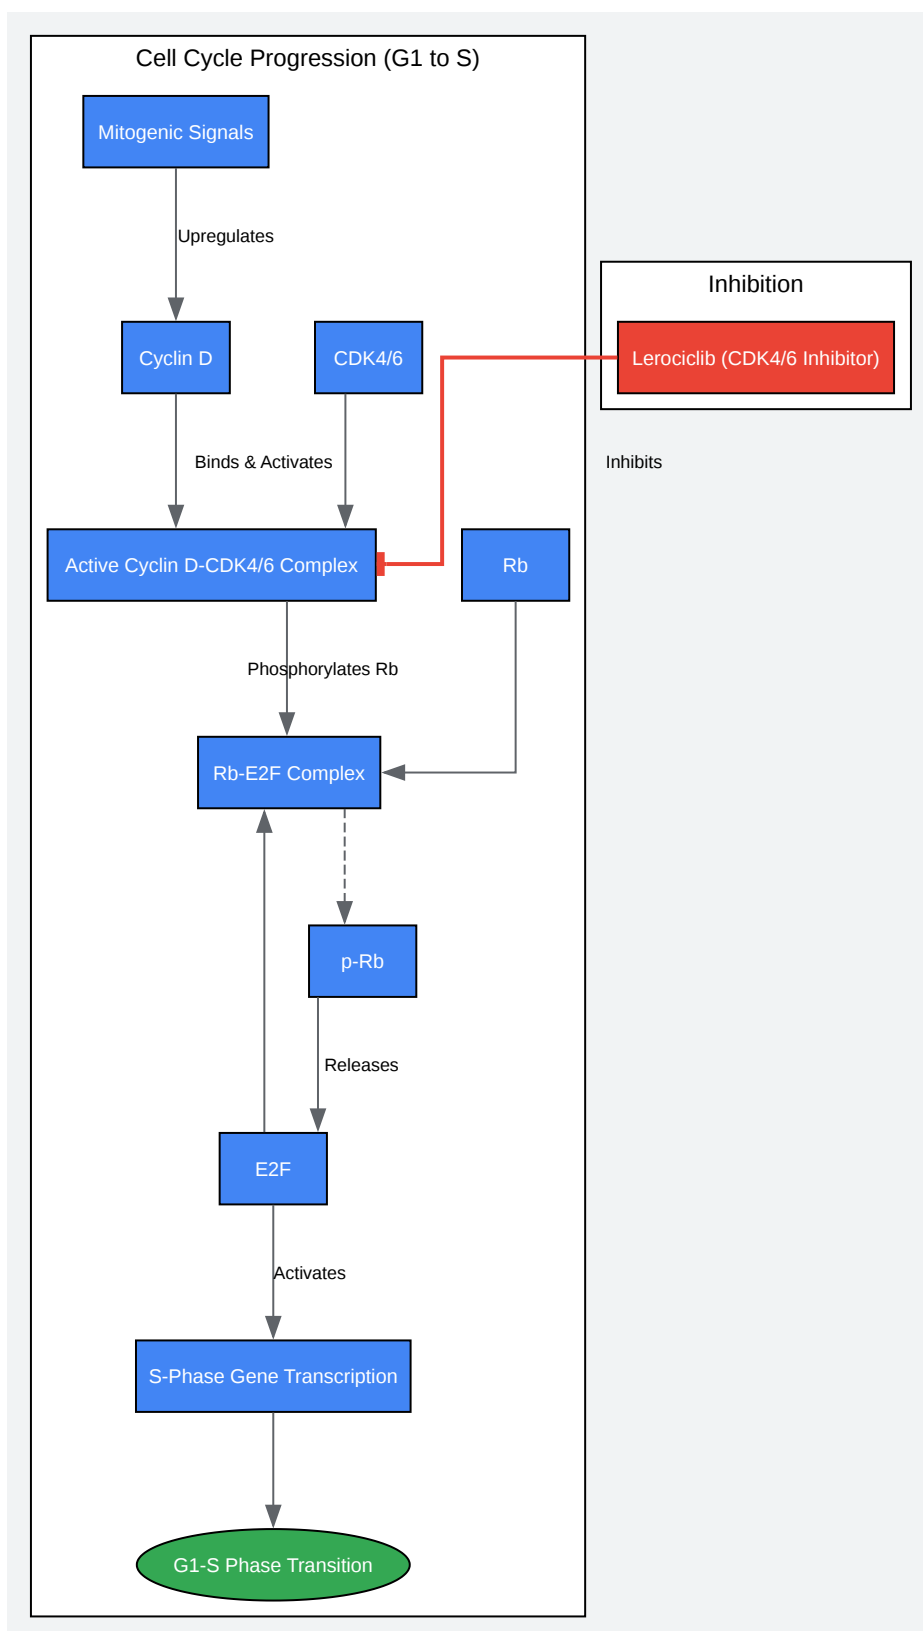 Cell Cycle Progression (G1 to S)
Mitogenic Signals
Upregulates
Inhibition
Cyclin D
CDK4/6
Lerociclib (CDK4/6 Inhibitor)
Binds & Activates
Inhibits
Active Cyclin D-CDK4/6 Complex
Rb
Phosphorylates Rb
Rb-E2F Complex
p-Rb
Releases
E2F
Activates
S-Phase Gene Transcription
G1-S Phase Transition